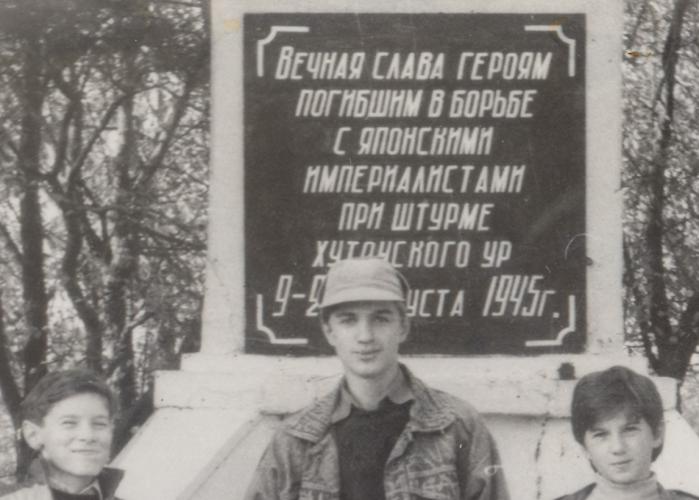 ВЕЧНАЯ СЛАВА ГЕРОЯМ
ПОГИБШИМ В БОРЬБЕ
С ЯПОНСКИМИ
ИМПЕРИАЛИСТАМИ
ПРИ ШТУРМЕ
ХУТОУСКОГО УР
1945г.